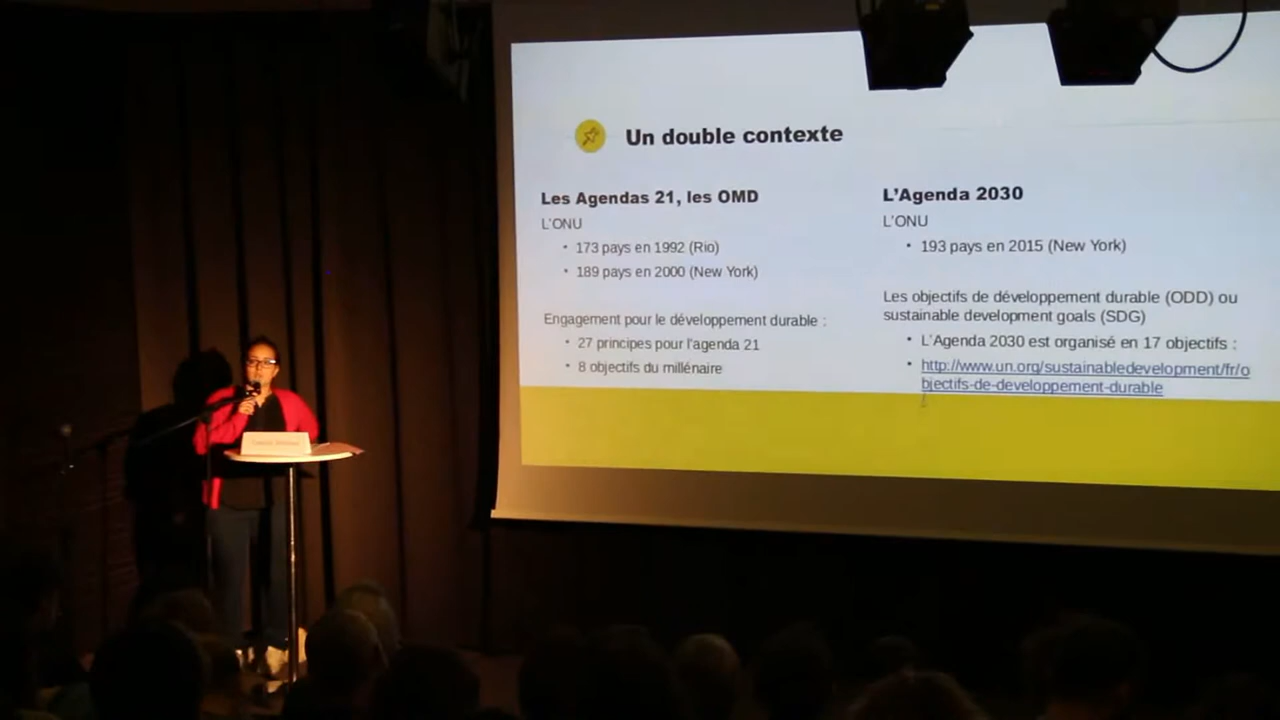 Un double contexte
Les Agendas 21, les OMD
L'ONU
• 173 pays en 1992 (Rio)
• 189 pays en 2000 (New York)
Engagement pour le développement durable :
• 27 principes pour l'agenda 21
• 8 objectifs du millénaire
L'Agenda 2030
L'ONU
• 193 pays en 2015 (New York)
Les objectifs de développement durable (ODD) ou
sustainable development goals (SDG)
• L'Agenda 2030 est organisé en 17 objectifs :
• http://www.un.org/sustainabledevelopment/fr/o
bjectifs-de-developpement-durable